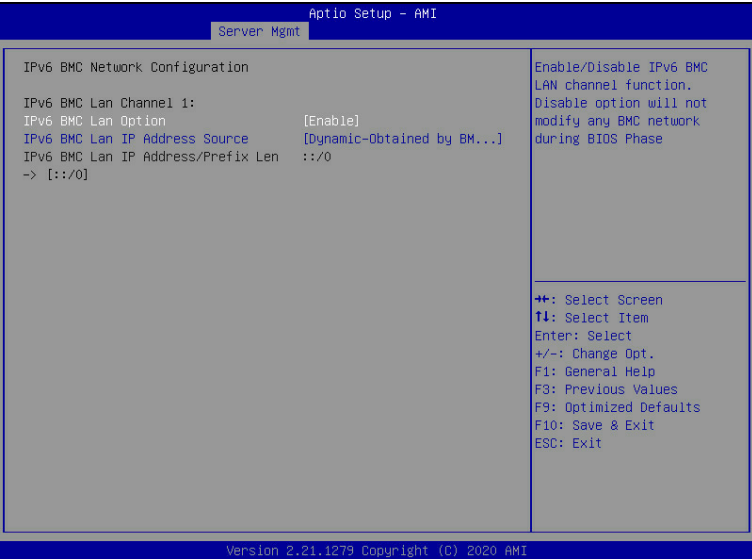 Aptio Setup – AMI
Server Mgmt
IPv6 BMC Network Configuration
IPv6 BMC Lan Channel 1:
IPv6 BMC Lan Option [Enable]
IPv6 BMC Lan IP Address Source [Dynamic-Obtained by BM...]
IPv6 BMC Lan IP Address/Prefix Len ::/0
-> [::/0]
Enable/Disable IPv6 BMC
LAN channel function.
Disable option will not
modify any BMC network
during BIOS Phase
→←: Select Screen
↑↓: Select Item
Enter: Select
+/-: Change Opt.
F1: General Help
F3: Previous Values
F9: Optimized Defaults
F10: Save & Exit
ESC: Exit
Version 2.21.1279 Copyright (C) 2020 AMI